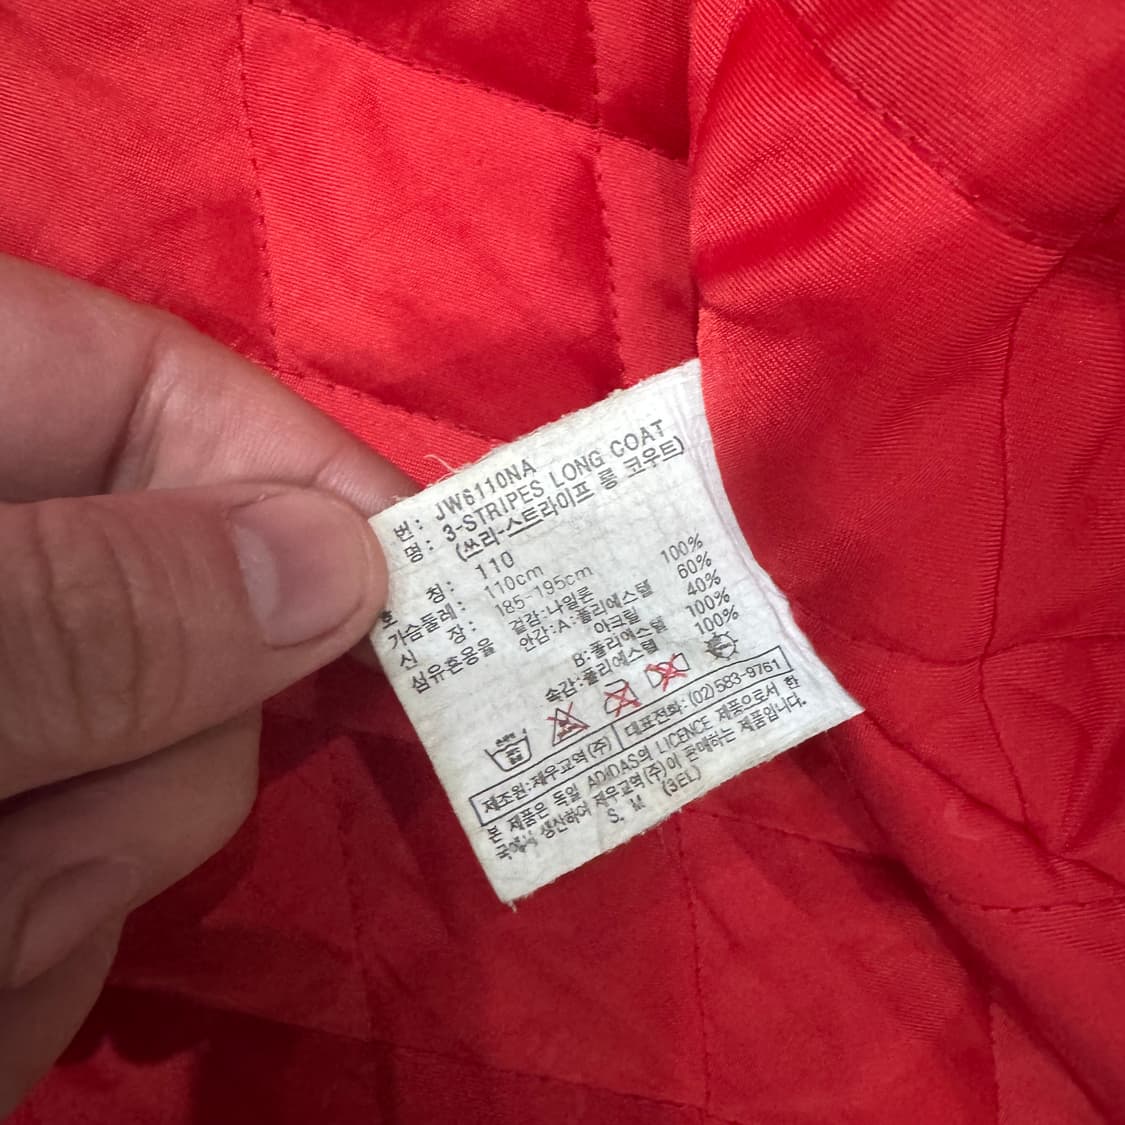 번: JW6110NA
명: 3-STRIPES LONG COAT
(쓰리-스트라이프 롱 코우트)
호 칭: 110
가슴둘레: 110cm
신 장: 185-195cm
섬유혼용율 겉감:나일론 100%
안감:A:폴리에스텔 60%
아크릴 40%
B:폴리에스텔 100%
속감:폴리에스텔 100%
제조원:제우교역(주) 대표전화:(02)583-9761
본 제품은 독일 ADIDAS의 LICENCE 제품으로서 한
국에서 생산하여 제우교역(주)이 판매하는 제품입니다.
S. M (3EL)